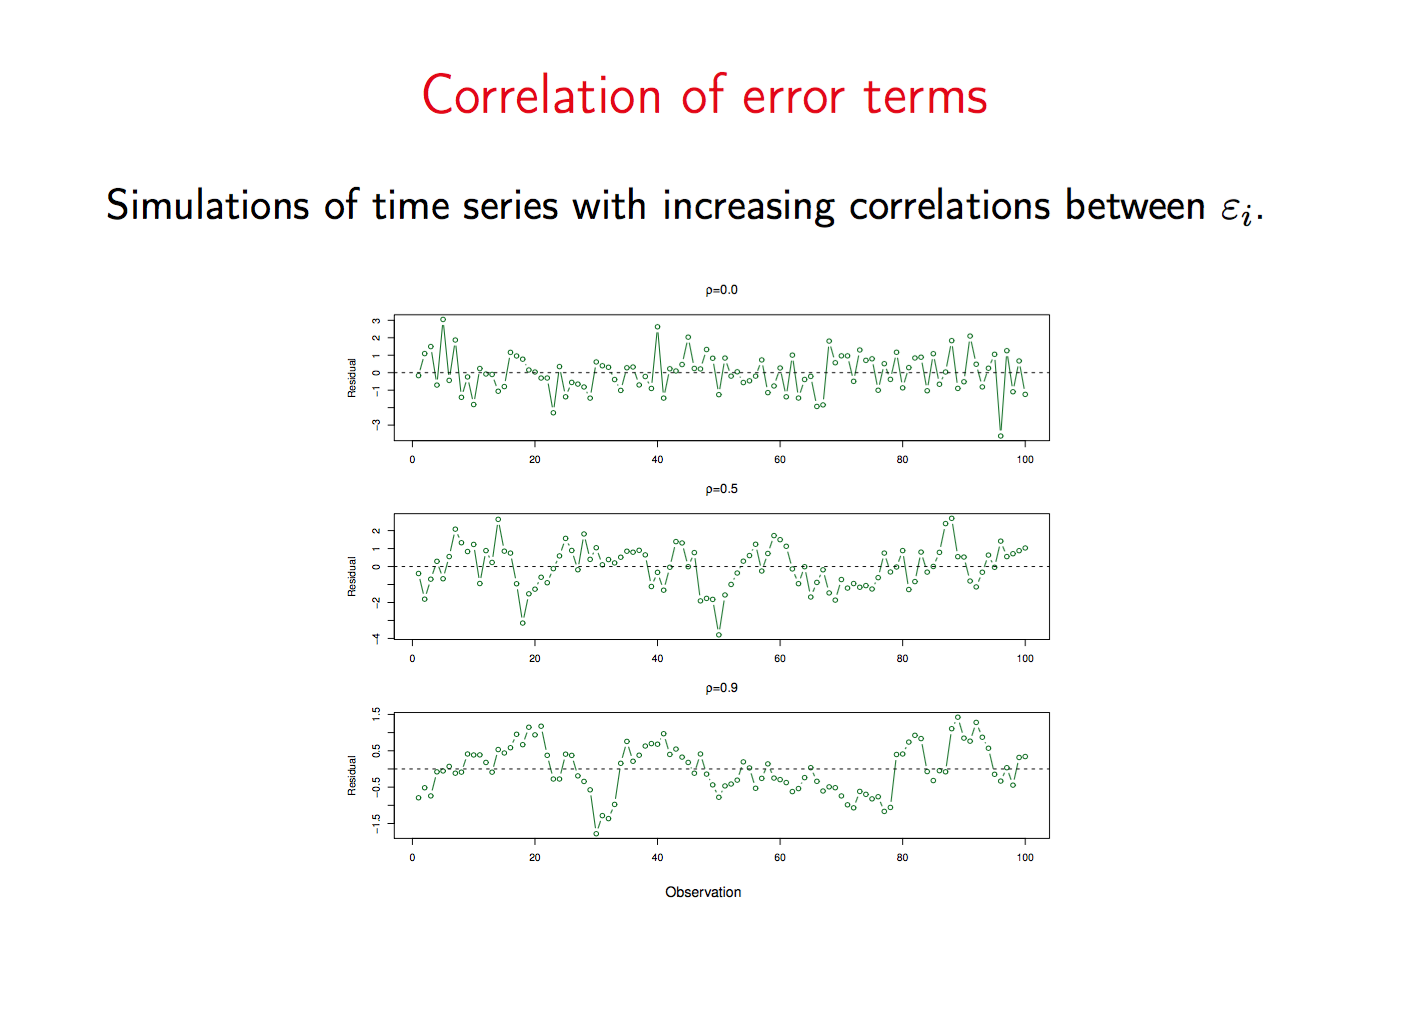 Correlation of error terms
Simulations of time series with increasing correlations between εi.
ρ=0.0
Residual
3
2
1
0
−1
−3
0 20 40 60 80 100
ρ=0.5
Residual
2
1
0
−2
−4
0 20 40 60 80 100
ρ=0.9
Residual
1.5
0.5
−0.5
−1.5
0 20 40 60 80 100
Observation